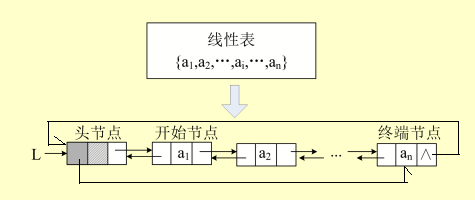 线性表
{a₁,a₂,…,aᵢ,…,aₙ}
头节点 开始节点 终端节点
L a₁ a₂ … aₙ ∧